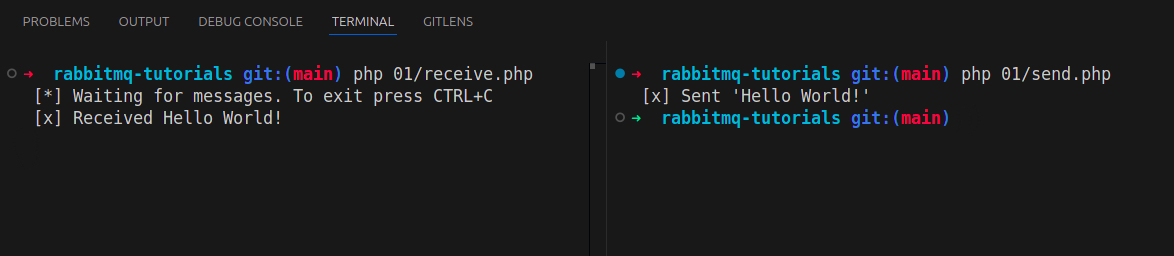 PROBLEMS OUTPUT DEBUG CONSOLE TERMINAL GITLENS
➜ rabbitmq-tutorials git:(main) php 01/receive.php
[*] Waiting for messages. To exit press CTRL+C
[x] Received Hello World!
➜ rabbitmq-tutorials git:(main) php 01/send.php
[x] Sent 'Hello World!'
➜ rabbitmq-tutorials git:(main)